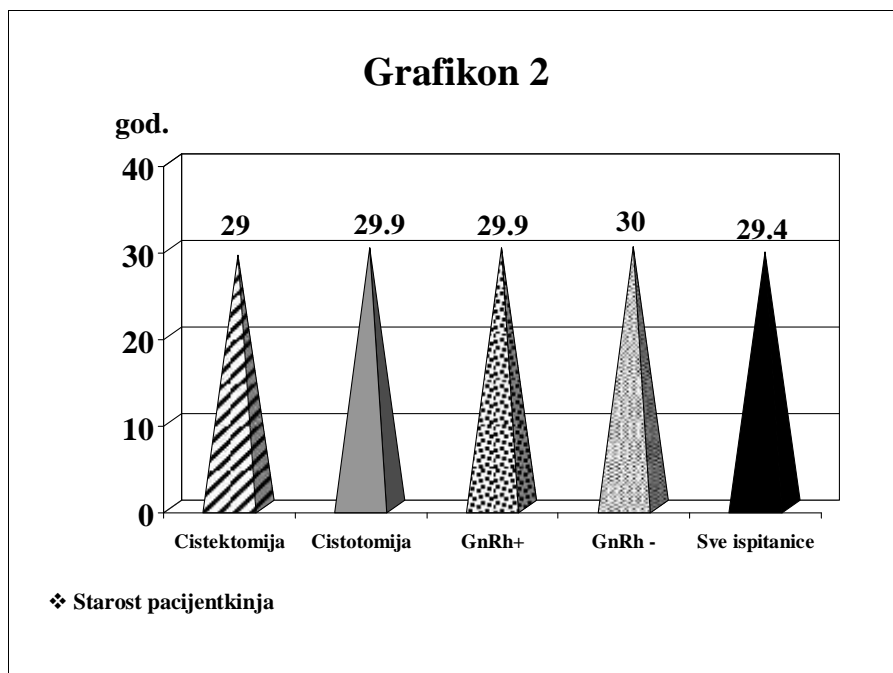 Grafikon 2
god.
40
30
20
10
0
29
29.9
29.9
30
29.4
Cistektomija
Cistotomija
GnRh+
GnRh -
Sve ispitanice
❖ Starost pacijentkinja